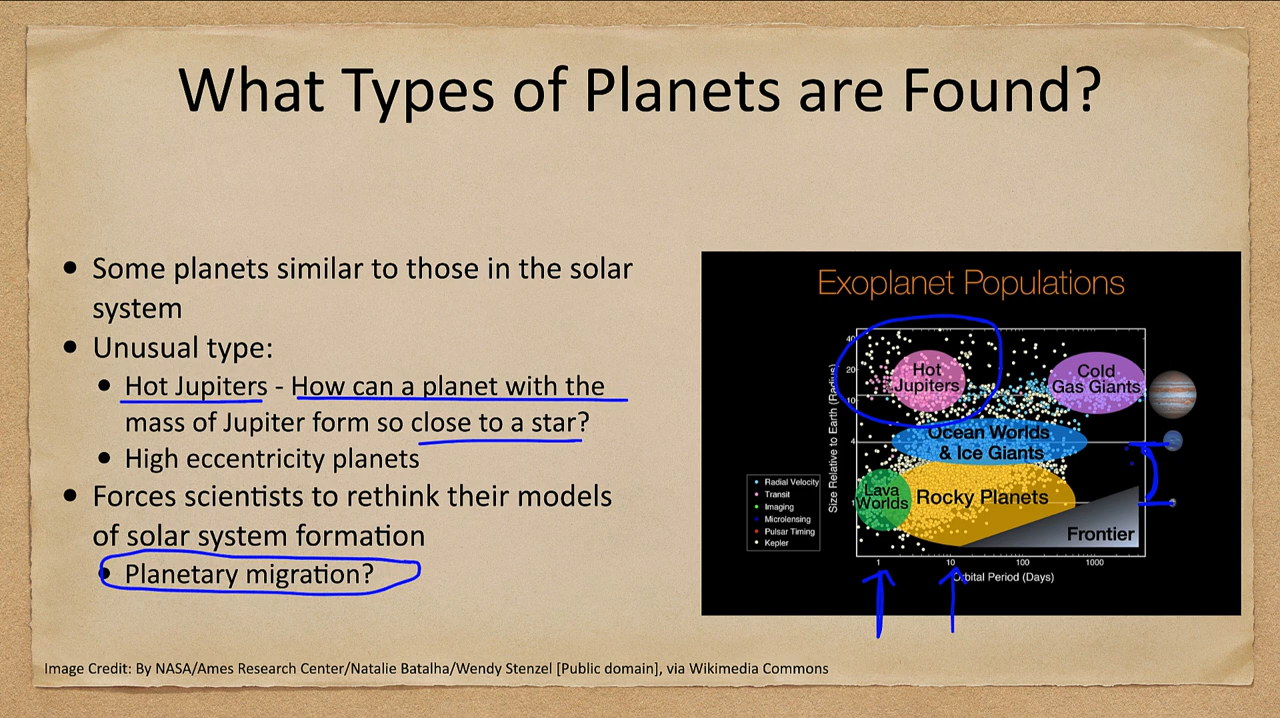 What Types of Planets are Found?
• Some planets similar to those in the solar
system
• Unusual type:
• Hot Jupiters - How can a planet with the
mass of Jupiter form so close to a star?
• High eccentricity planets
• Forces scientists to rethink their models
of solar system formation
• Planetary migration?
Exoplanet Populations
Size Relative to Earth (Radius)
40
20
10
4
1
Hot
Jupiters
Cold
Gas Giants
Ocean Worlds
& Ice Giants
Lava
Worlds
Rocky Planets
Frontier
Radial Velocity
Transit
Imaging
Microlensing
Pulsar Timing
Kepler
1 10 100 1000
Orbital Period (Days)
Image Credit: By NASA/Ames Research Center/Natalie Batalha/Wendy Stenzel [Public domain], via Wikimedia Commons